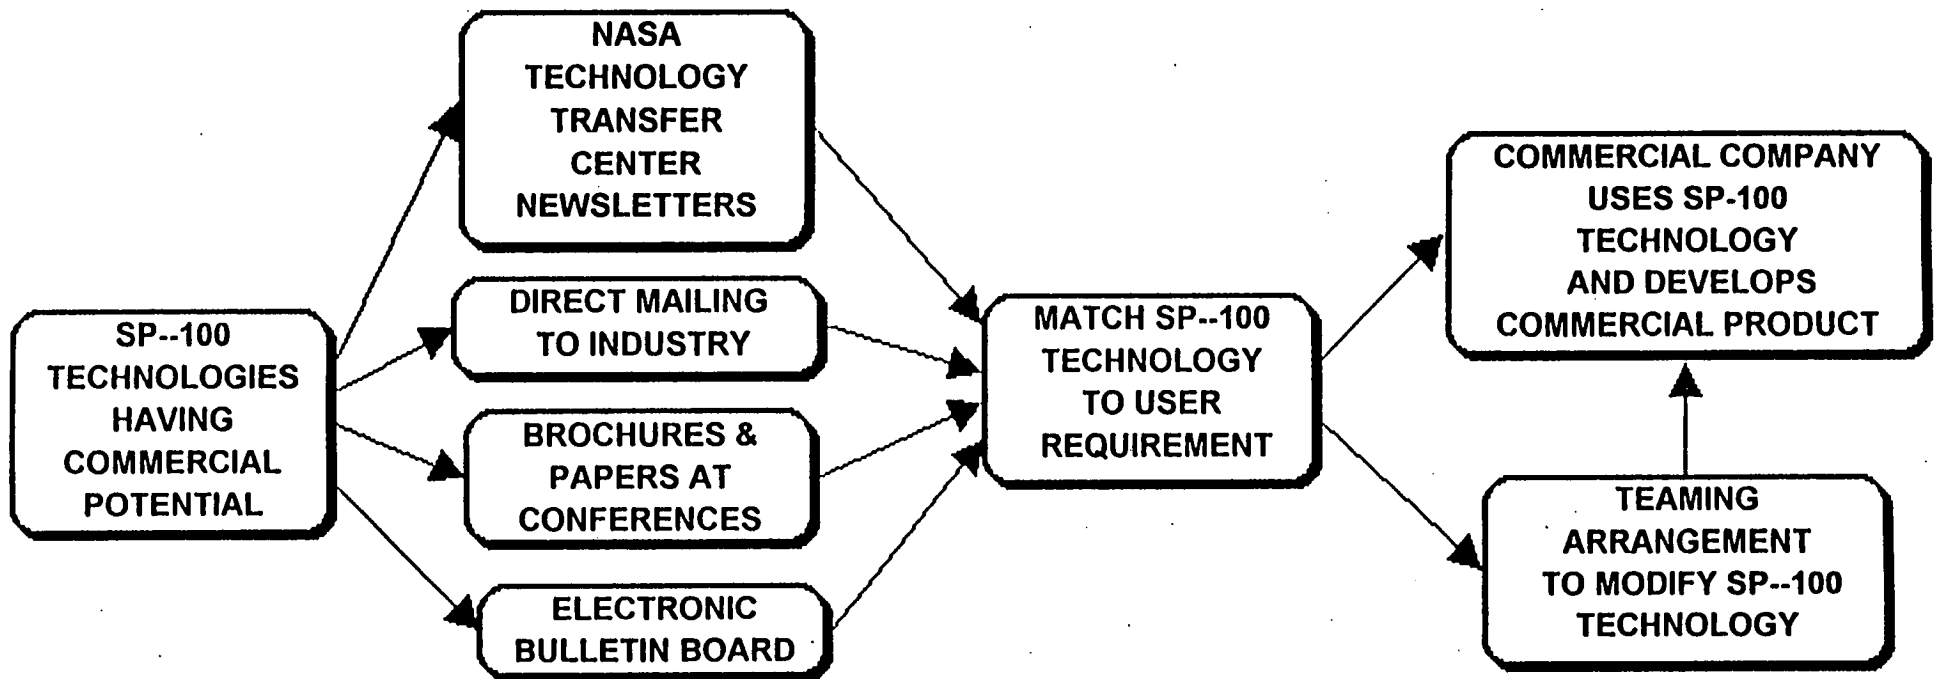 SP--100
TECHNOLOGIES
HAVING
COMMERCIAL
POTENTIAL
NASA
TECHNOLOGY
TRANSFER
CENTER
NEWSLETTERS
DIRECT MAILING
TO INDUSTRY
BROCHURES &
PAPERS AT
CONFERENCES
ELECTRONIC
BULLETIN BOARD
MATCH SP--100
TECHNOLOGY
TO USER
REQUIREMENT
COMMERCIAL COMPANY
USES SP-100
TECHNOLOGY
AND DEVELOPS
COMMERCIAL PRODUCT
TEAMING
ARRANGEMENT
TO MODIFY SP--100
TECHNOLOGY